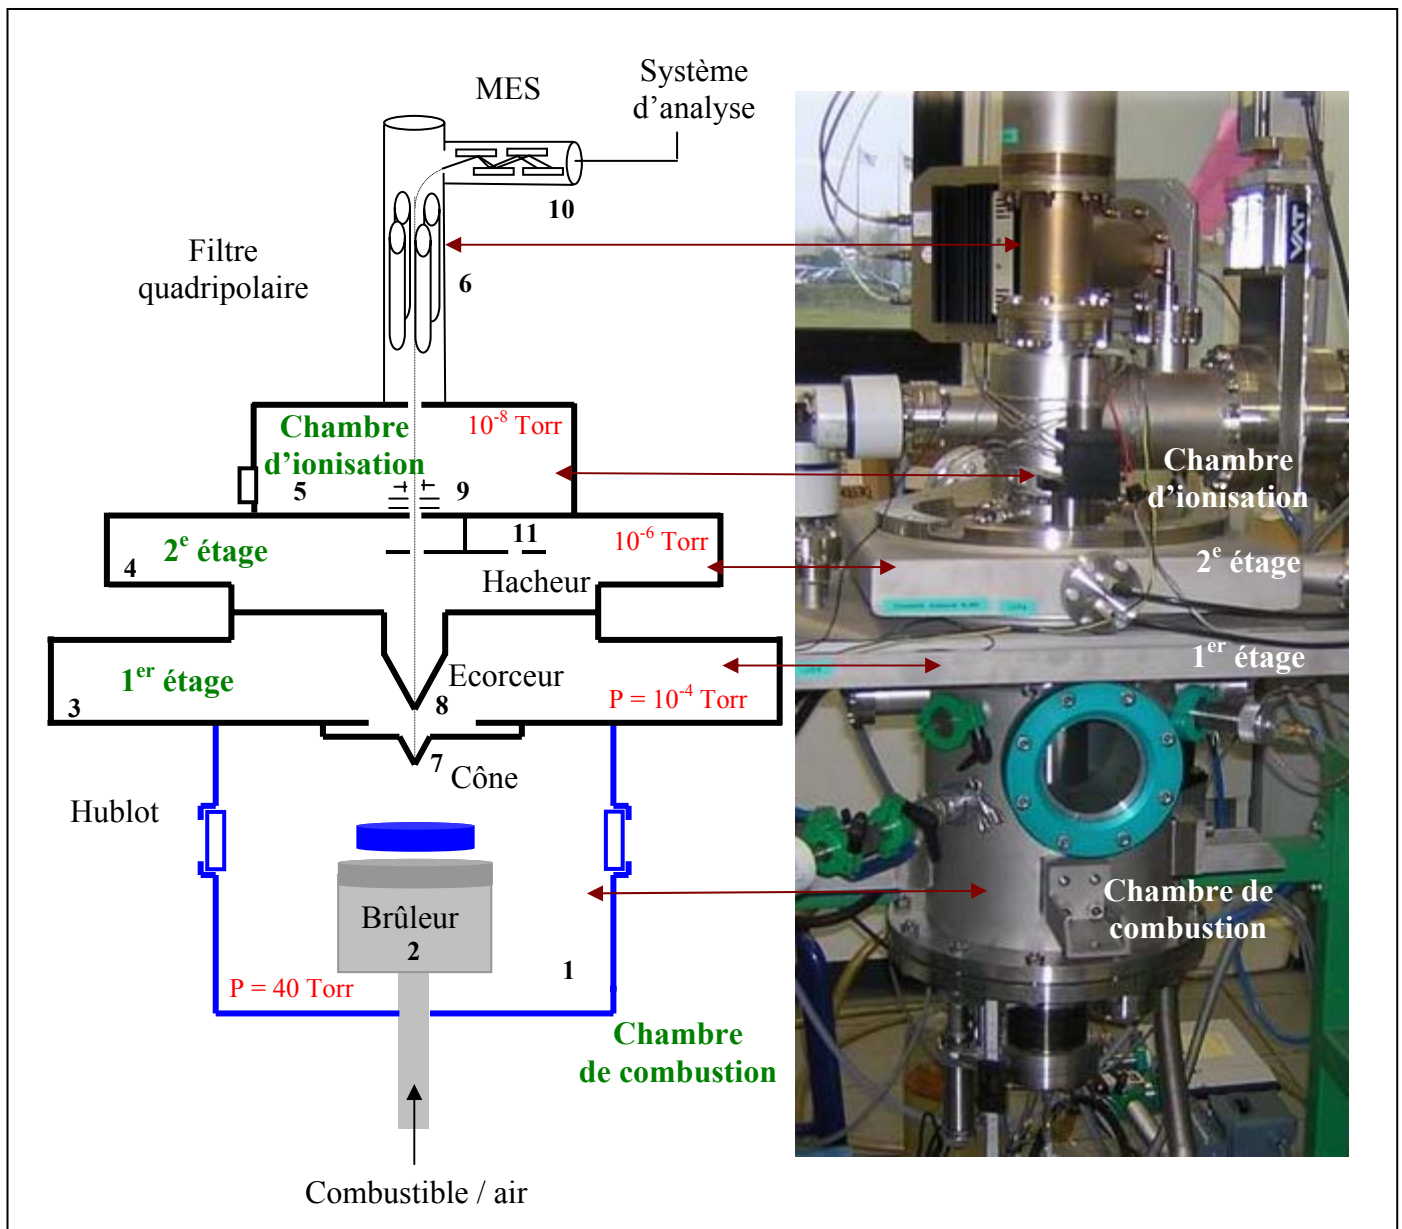 MES
Système
d'analyse
10
Filtre
quadripolaire
6
Chambre
d'ionisation
10⁻⁸ Torr
5
9
2ᵉ étage
11
10⁻⁶ Torr
4
Hacheur
1ᵉʳ étage
Ecorceur
3
8
P = 10⁻⁴ Torr
7
Cône
Hublot
Brûleur
2
1
P = 40 Torr
Chambre
de combustion
Combustible / air
VAT
Chambre
d'ionisation
2ᵉ étage
1ᵉʳ étage
Chambre de
combustion